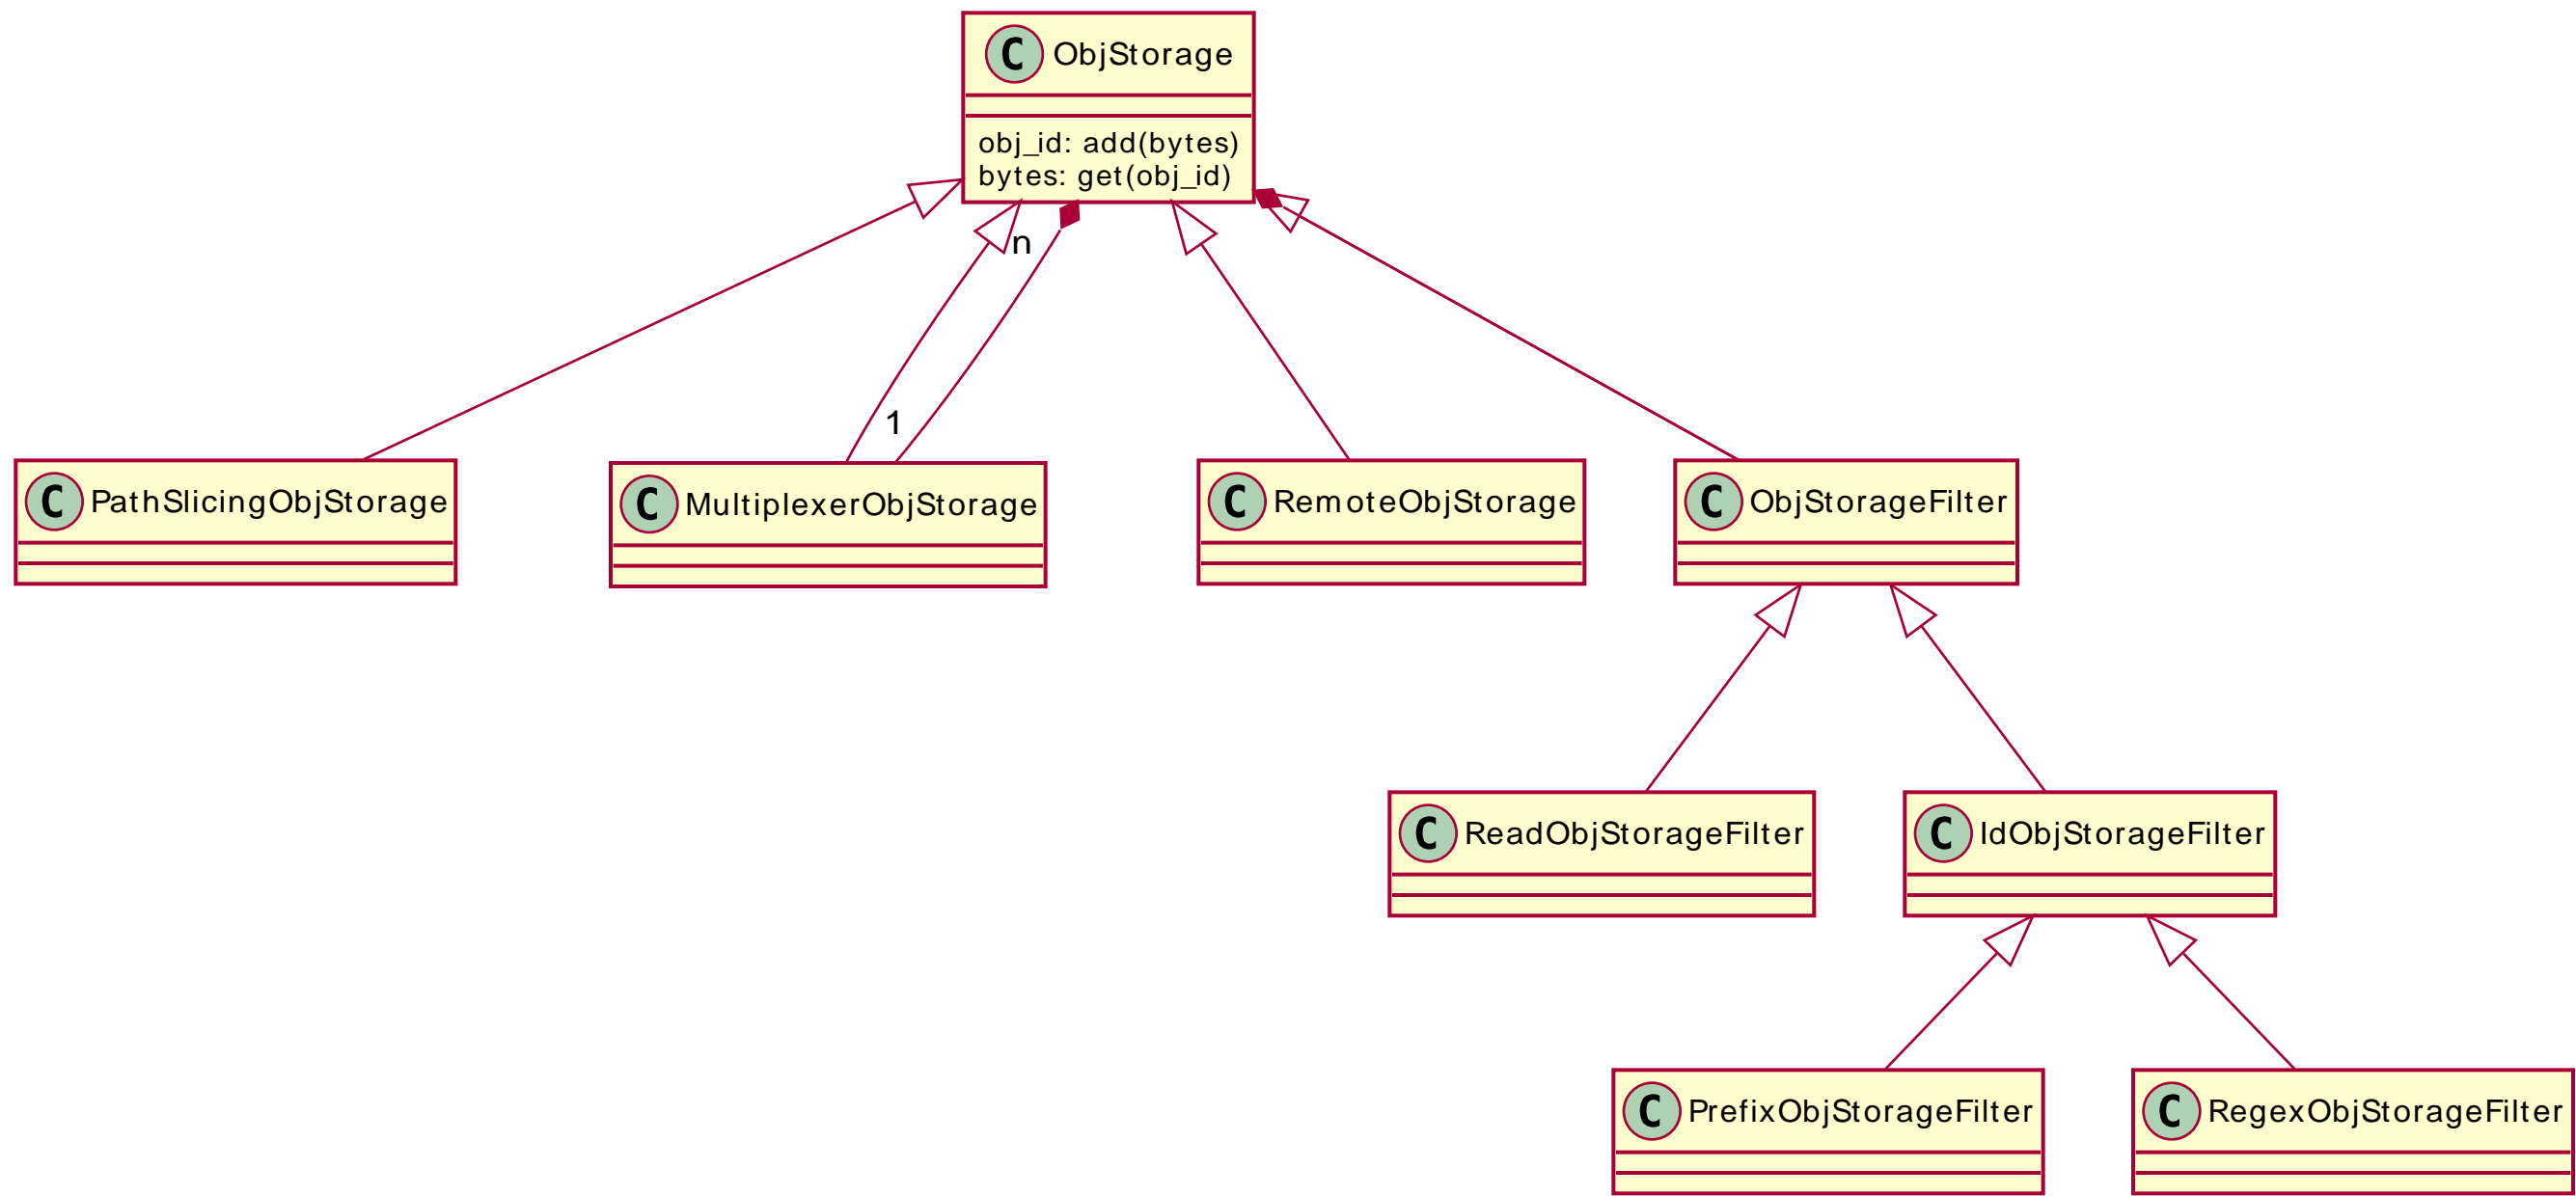 C ObjStorage
obj_id: add(bytes)
bytes: get(obj_id)
n
1
C PathSlicingObjStorage
C MultiplexerObjStorage
C RemoteObjStorage
C ObjStorageFilter
C ReadObjStorageFilter
C IdObjStorageFilter
C PrefixObjStorageFilter
C RegexObjStorageFilter